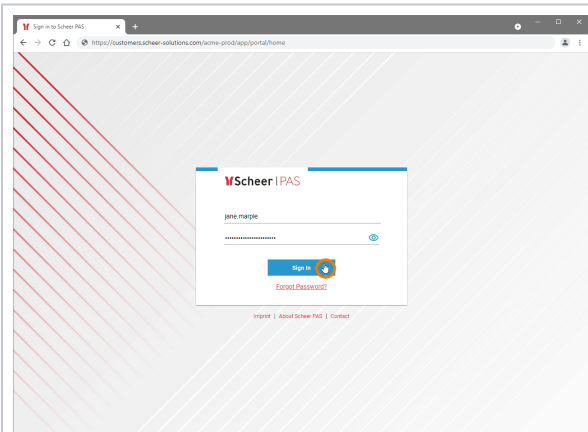 Sign in to Scheer PAS
https://customers.scheer-solutions.com/acme-prod/app/portal/home
Scheer | PAS
jane.marple
Sign In
Forgot Password?
Imprint | About Scheer PAS | Contact